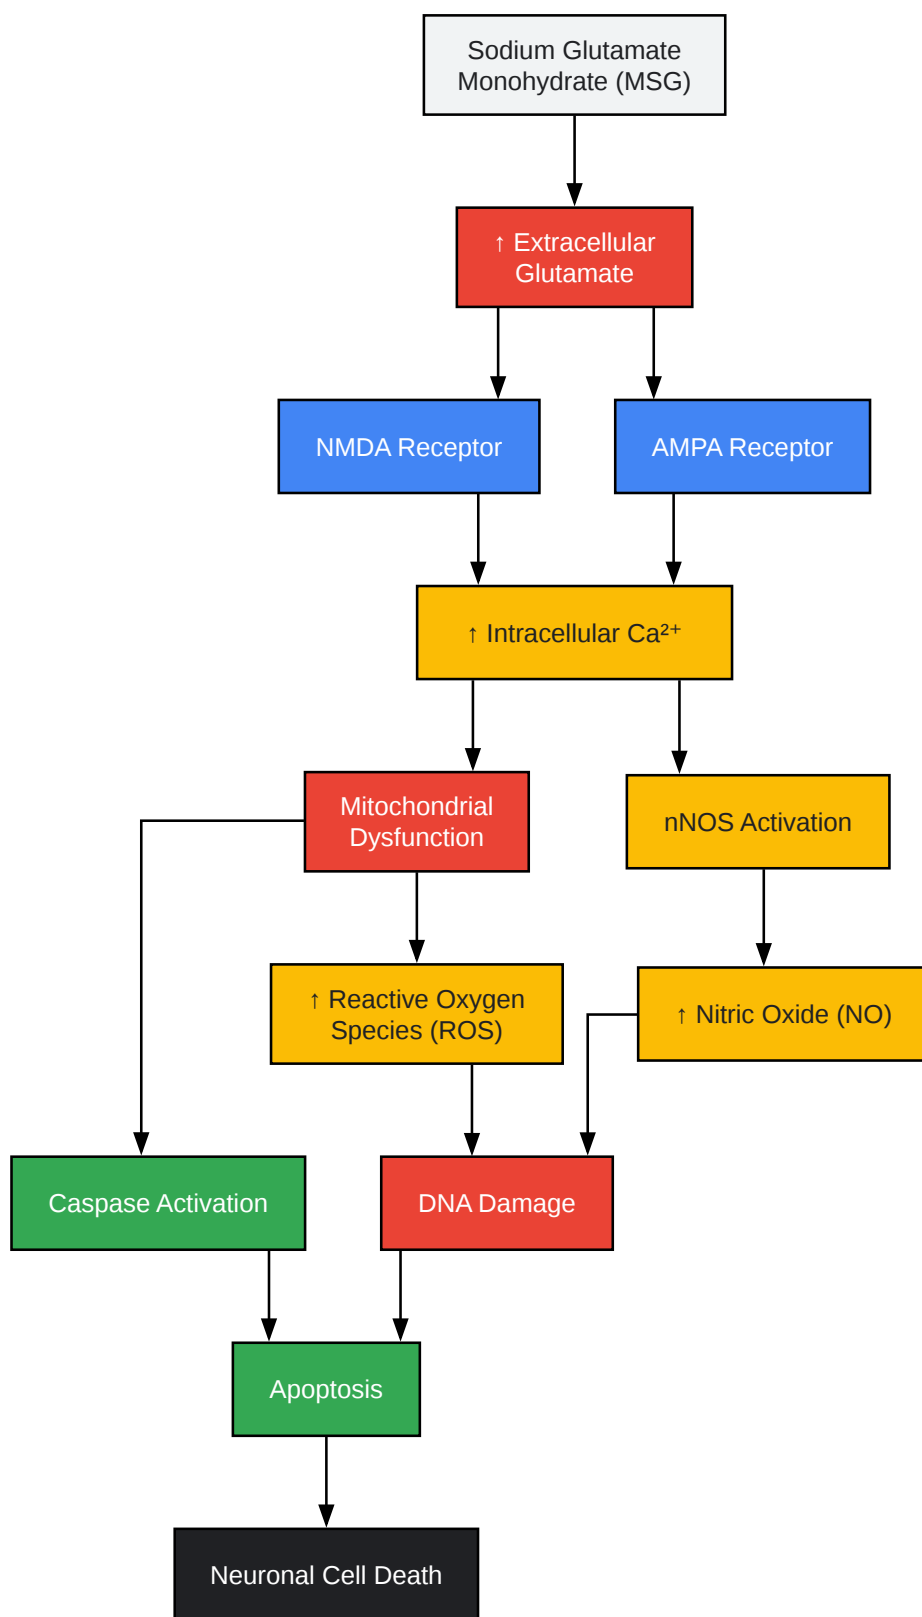 Sodium Glutamate
Monohydrate (MSG)
↑ Extracellular
Glutamate
NMDA Receptor
AMPA Receptor
↑ Intracellular Ca²⁺
Mitochondrial
Dysfunction
nNOS Activation
↑ Reactive Oxygen
Species (ROS)
↑ Nitric Oxide (NO)
Caspase Activation
DNA Damage
Apoptosis
Neuronal Cell Death